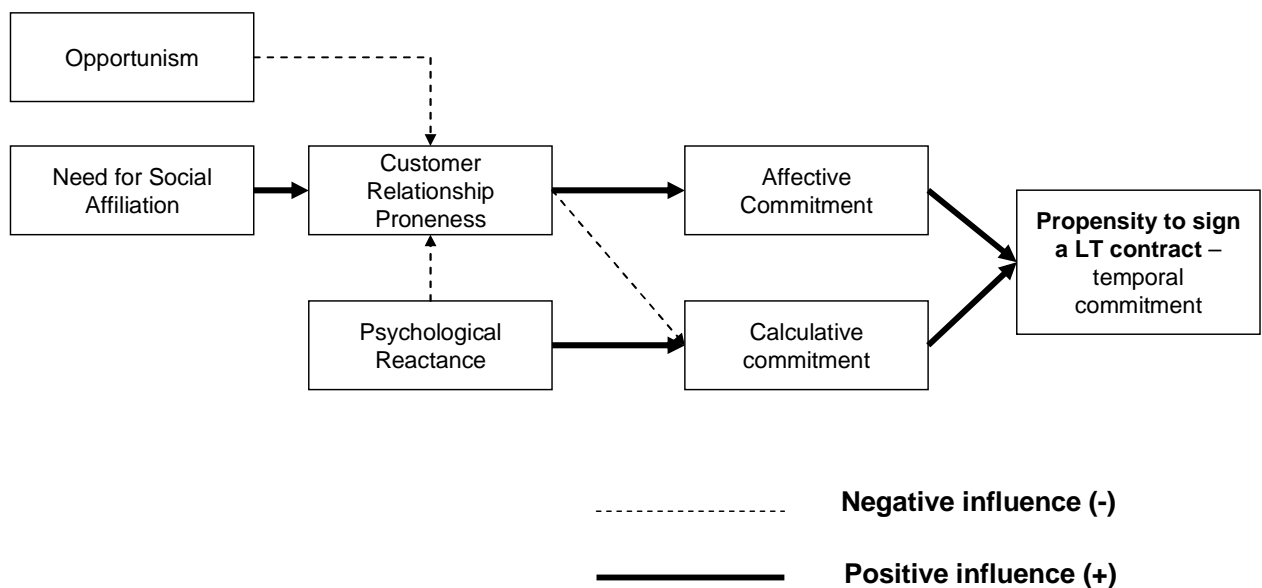 Opportunism
Need for Social
Affiliation
Customer
Relationship
Proneness
Affective
Commitment
Propensity to sign
a LT contract –
temporal
commitment
Psychological
Reactance
Calculative
commitment
Negative influence (-)
Positive influence (+)